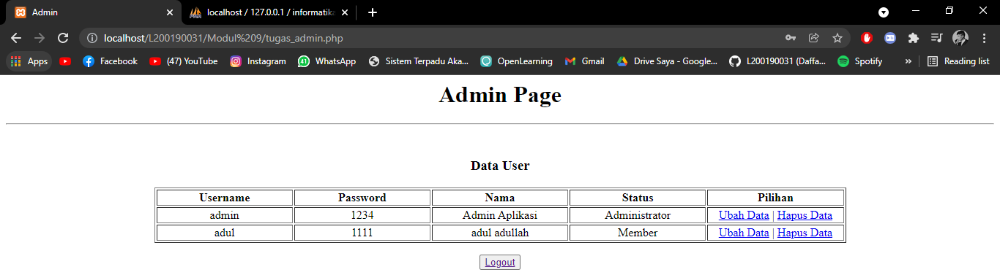 Admin
localhost / 127.0.0.1 / informatika
localhost/L200190031/Modul%209/tugas_admin.php
Apps Facebook (47) YouTube Instagram 41 WhatsApp Sistem Terpadu Aka... OpenLearning Gmail Drive Saya - Google... L200190031 (Daffa... Spotify » Reading list
Admin Page
Data User
Username Password Nama Status Pilihan
admin 1234 Admin Aplikasi Administrator Ubah Data | Hapus Data
adul 1111 adul adullah Member Ubah Data | Hapus Data
Logout